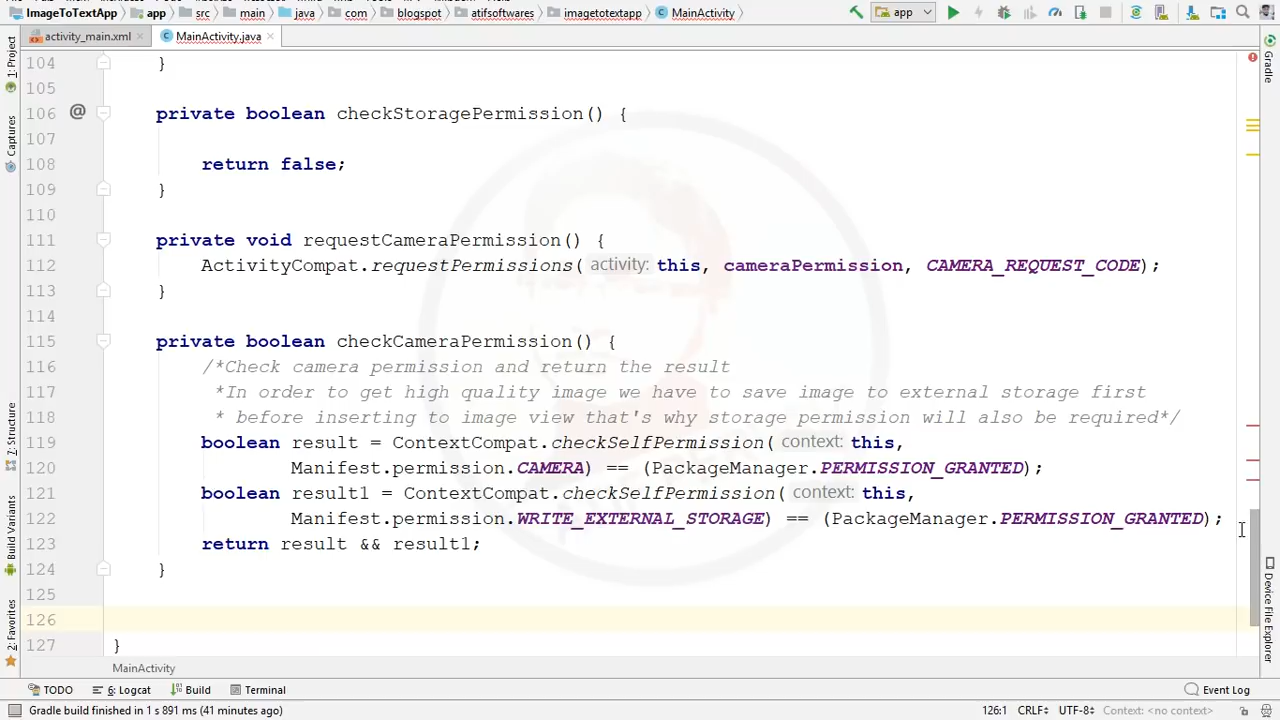 ImageToTextApp app src main java com blogspot atifsoftwares imagetotextapp MainActivity app
activity_main.xml MainActivity.java
104 }
105
106 @ private boolean checkStoragePermission() {
107
108 return false;
109 }
110
111 private void requestCameraPermission() {
112 ActivityCompat.requestPermissions( activity: this, cameraPermission, CAMERA_REQUEST_CODE);
113 }
114
115 private boolean checkCameraPermission() {
116 /*Check camera permission and return the result
117 *In order to get high quality image we have to save image to external storage first
118 * before inserting to image view that's why storage permission will also be required*/
119 boolean result = ContextCompat.checkSelfPermission( context: this,
120 Manifest.permission.CAMERA) == (PackageManager.PERMISSION_GRANTED);
121 boolean result1 = ContextCompat.checkSelfPermission( context: this,
122 Manifest.permission.WRITE_EXTERNAL_STORAGE) == (PackageManager.PERMISSION_GRANTED);
123 return result && result1;
124 }
125
126
127 }
MainActivity
TODO 6: Logcat Build Terminal Event Log
Gradle build finished in 1 s 891 ms (41 minutes ago) 126:1 CRLF UTF-8 Context: <no context>
1: Project
Captures
7: Structure
Build Variants
2: Favorites
Gradle
Device File Explorer